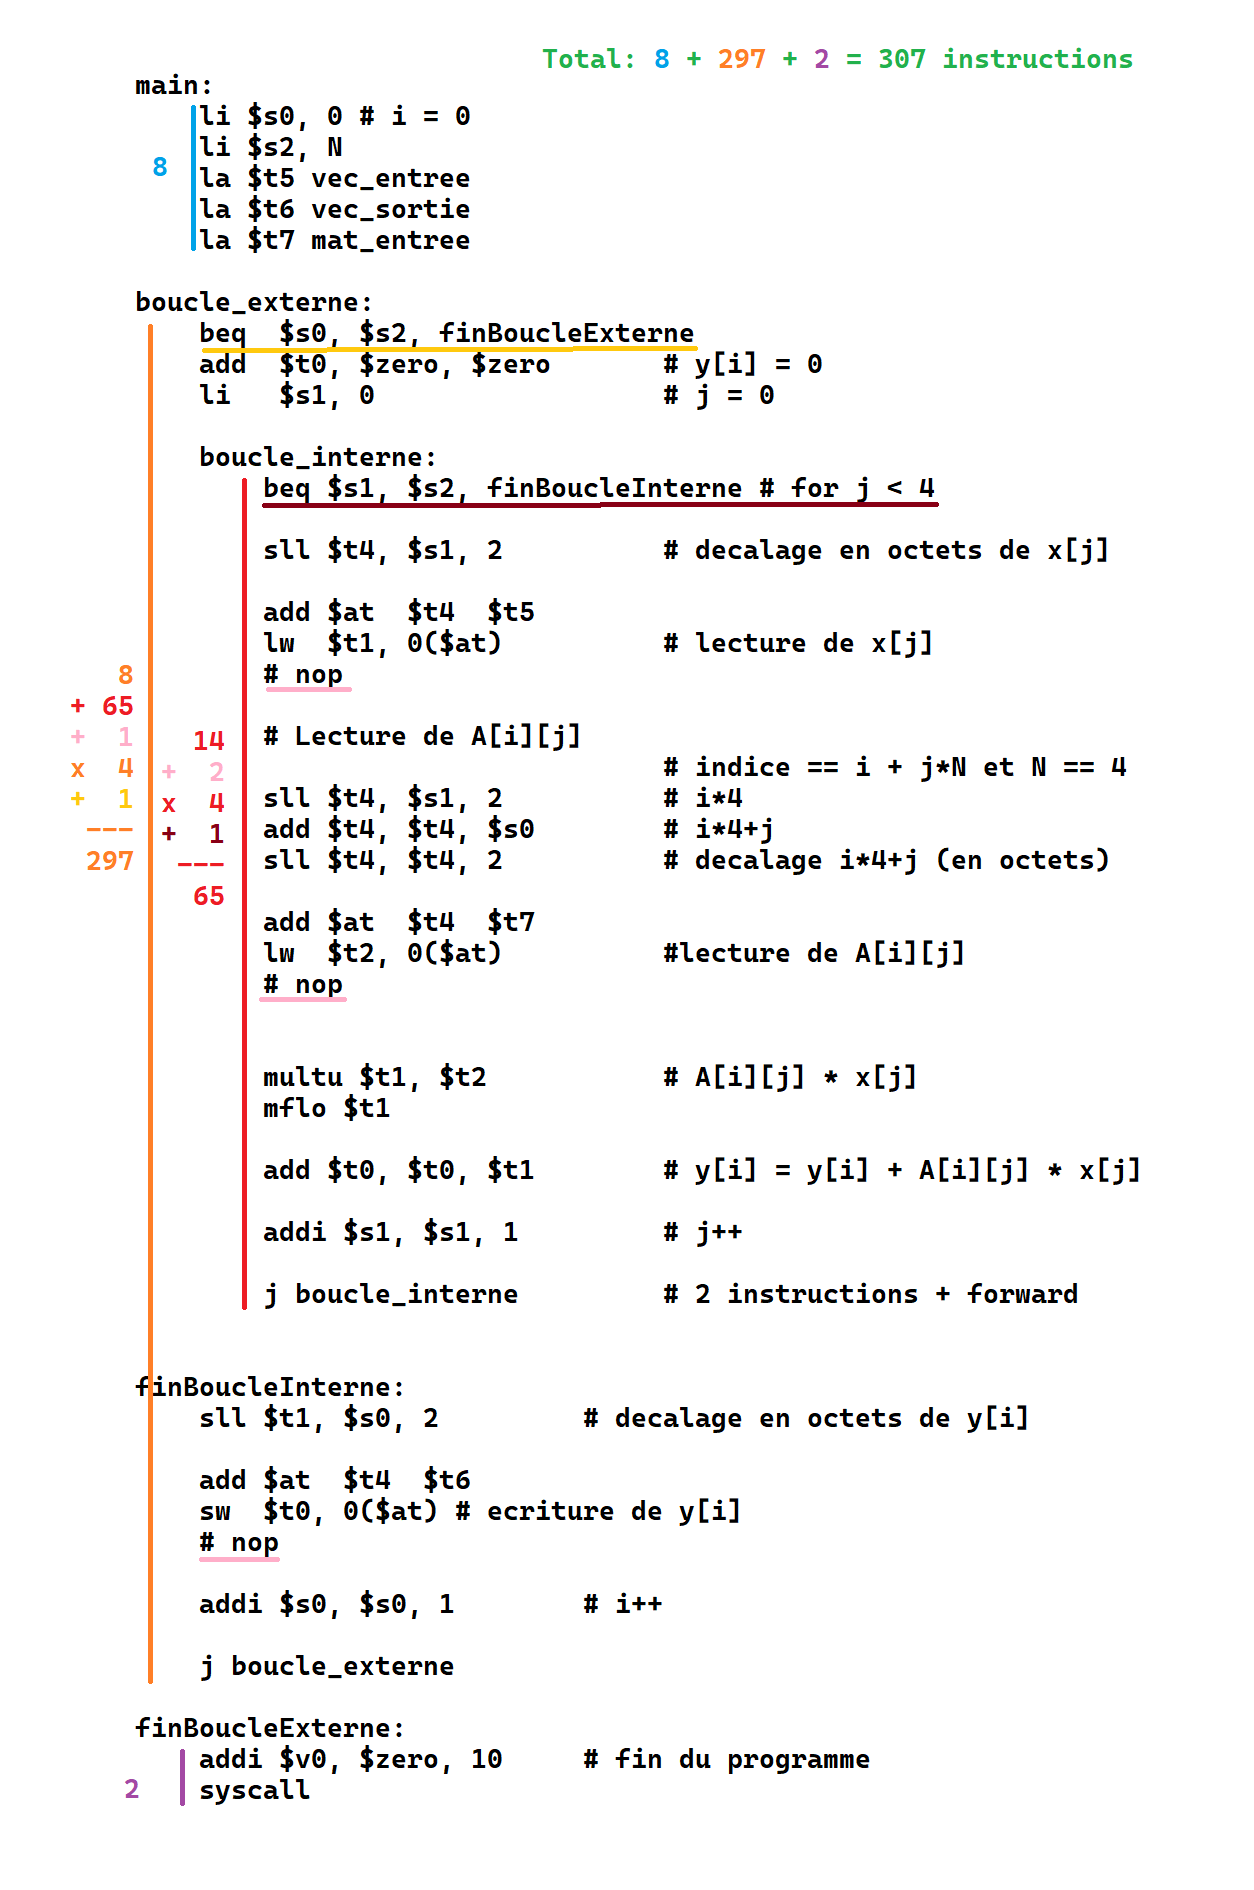 Total: 8 + 297 + 2 = 307 instructions
main:
li $s0, 0 # i = 0
li $s2, N
8
la $t5 vec_entree
la $t6 vec_sortie
la $t7 mat_entree
boucle_externe:
beq $s0, $s2, finBoucleExterne
add $t0, $zero, $zero # y[i] = 0
li $s1, 0 # j = 0
boucle_interne:
beq $s1, $s2, finBoucleInterne # for j < 4
sll $t4, $s1, 2 # decalage en octets de x[j]
add $at $t4 $t5
lw $t1, 0($at) # lecture de x[j]
# nop
8
+ 65
+ 1
x 4
+ 1
---
297
14
+ 2
x 4
+ 1
---
65
# Lecture de A[i][j]
# indice == i + j*N et N == 4
sll $t4, $s1, 2 # i*4
add $t4, $t4, $s0 # i*4+j
sll $t4, $t4, 2 # decalage i*4+j (en octets)
add $at $t4 $t7
lw $t2, 0($at) #lecture de A[i][j]
# nop
multu $t1, $t2 # A[i][j] * x[j]
mflo $t1
add $t0, $t0, $t1 # y[i] = y[i] + A[i][j] * x[j]
addi $s1, $s1, 1 # j++
j boucle_interne # 2 instructions + forward
finBoucleInterne:
sll $t1, $s0, 2 # decalage en octets de y[i]
add $at $t4 $t6
sw $t0, 0($at) # ecriture de y[i]
# nop
addi $s0, $s0, 1 # i++
j boucle_externe
finBoucleExterne:
addi $v0, $zero, 10 # fin du programme
2
syscall